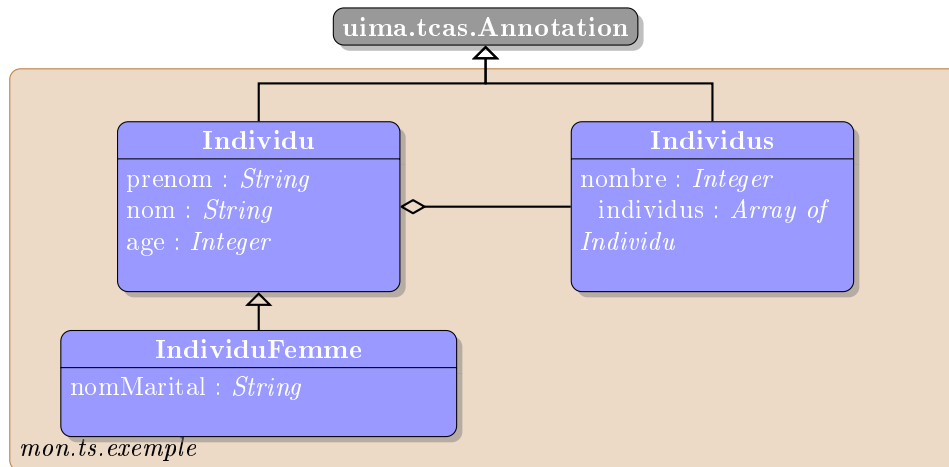 uima.tcas.Annotation
Individu
prenom : String
nom : String
age : Integer
Individus
nombre : Integer
individus : Array of
Individu
IndividuFemme
nomMarital : String
mon.ts.exemple